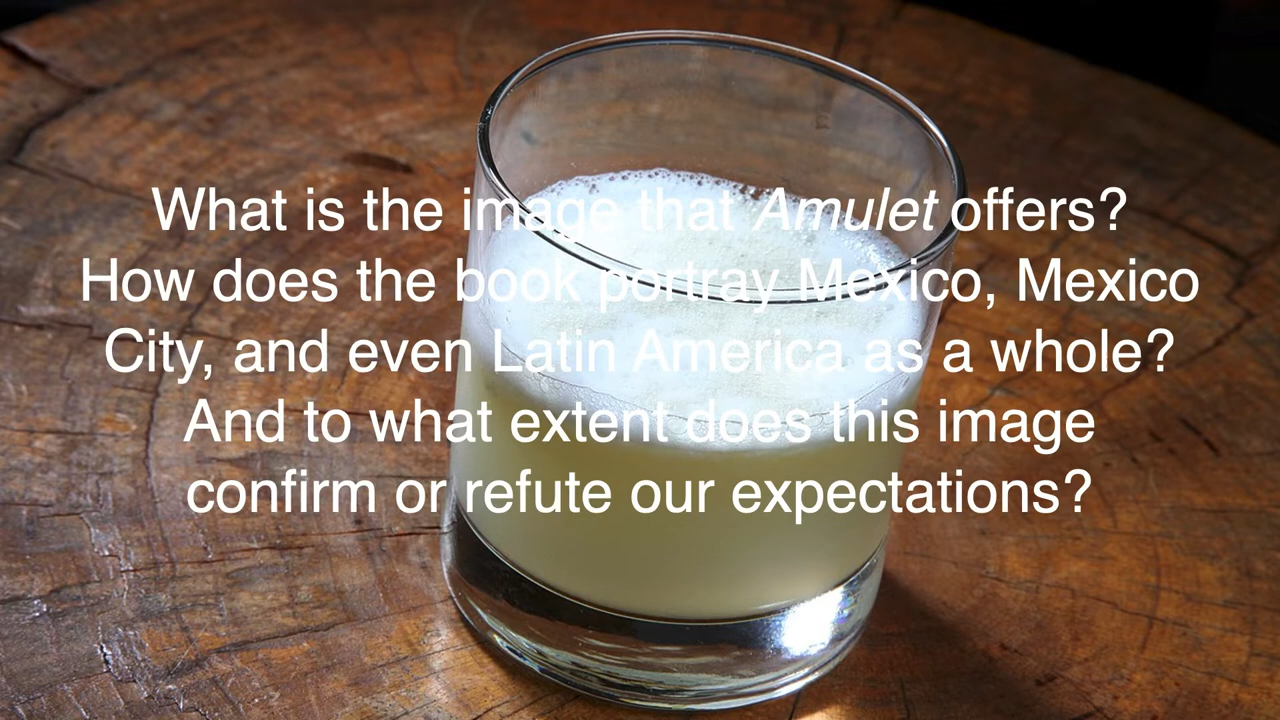 What is the image that Amulet offers?
How does the book portray Mexico, Mexico
City, and even Latin America as a whole?
And to what extent does this image
confirm or refute our expectations?